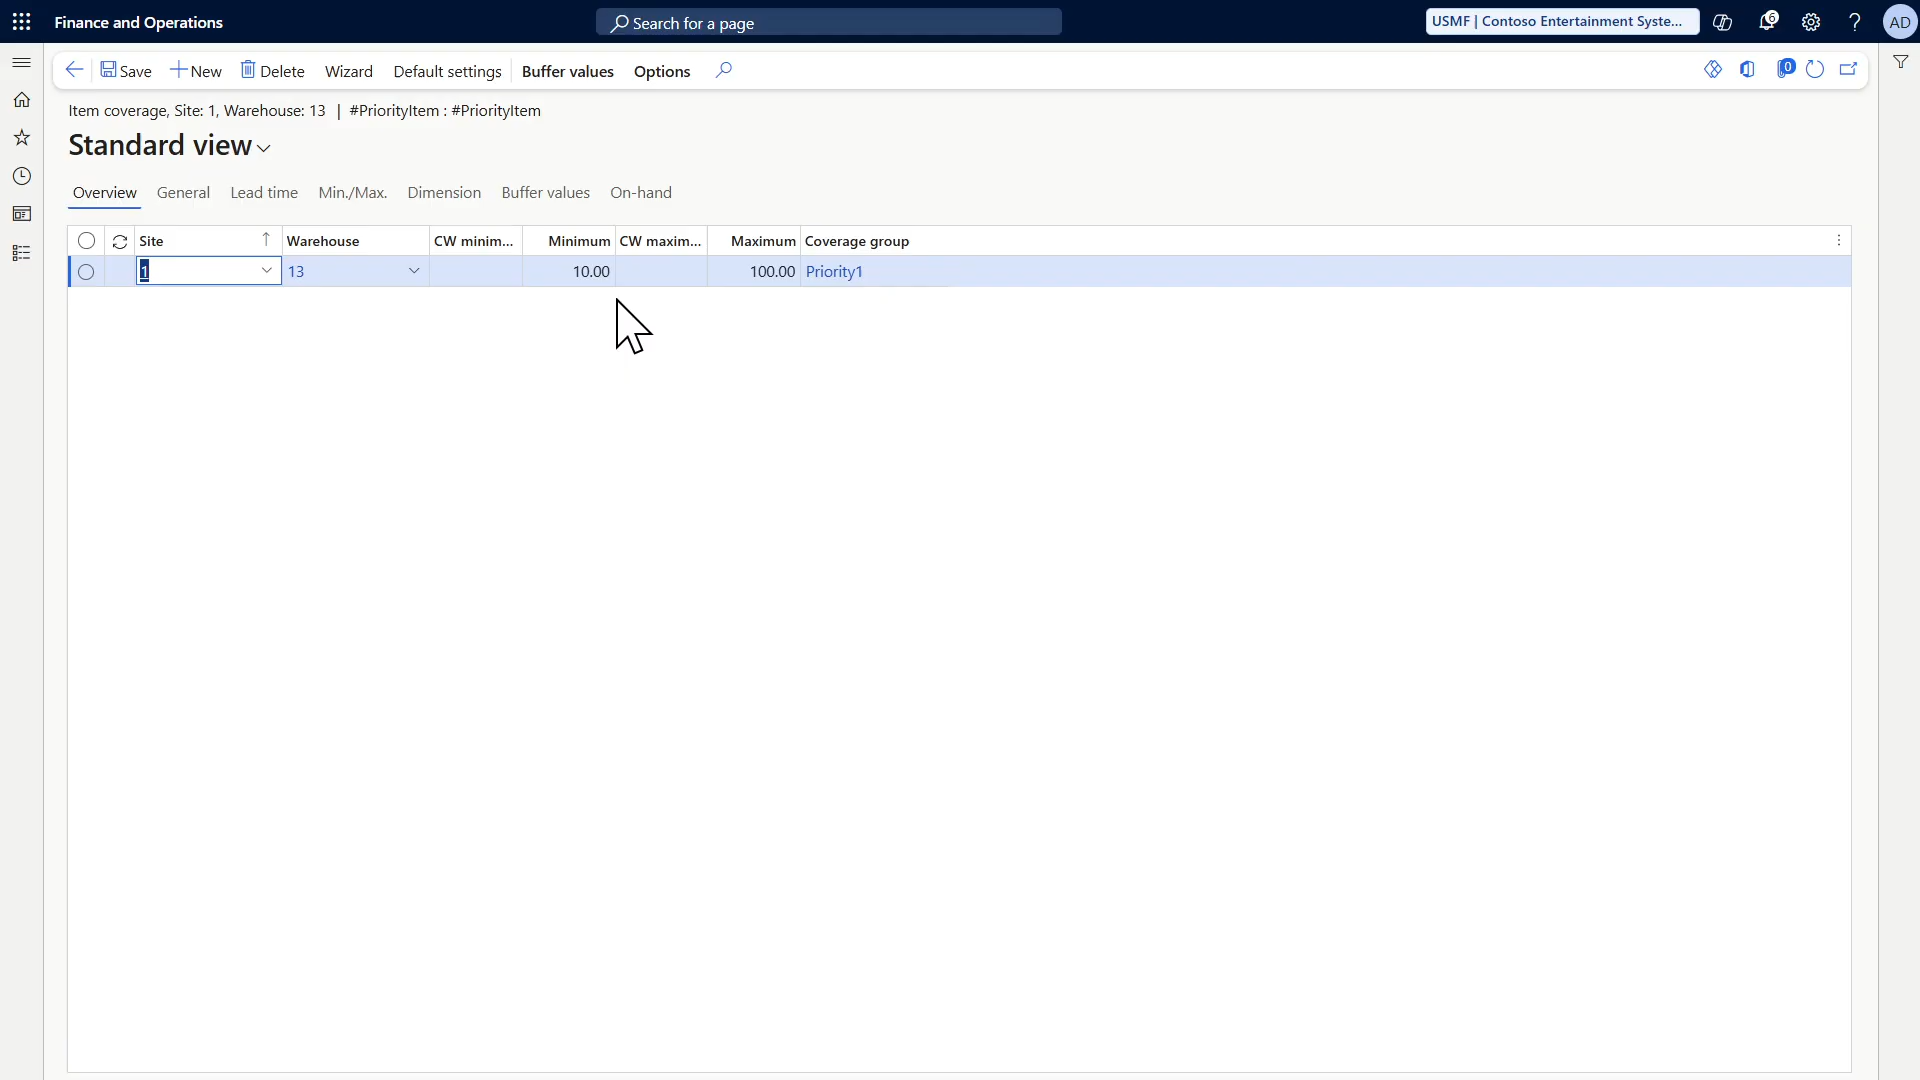 Finance and Operations
Search for a page
USMF | Contoso Entertainment Syste...
6
?
AD
Save
New
Delete
Wizard
Default settings
Buffer values
Options
0
Item coverage, Site: 1, Warehouse: 13 | #PriorityItem : #PriorityItem
Standard view
Overview
General
Lead time
Min./Max.
Dimension
Buffer values
On-hand
Site
Warehouse
CW minim...
Minimum
CW maxim...
Maximum
Coverage group
1
13
10.00
100.00
Priority1